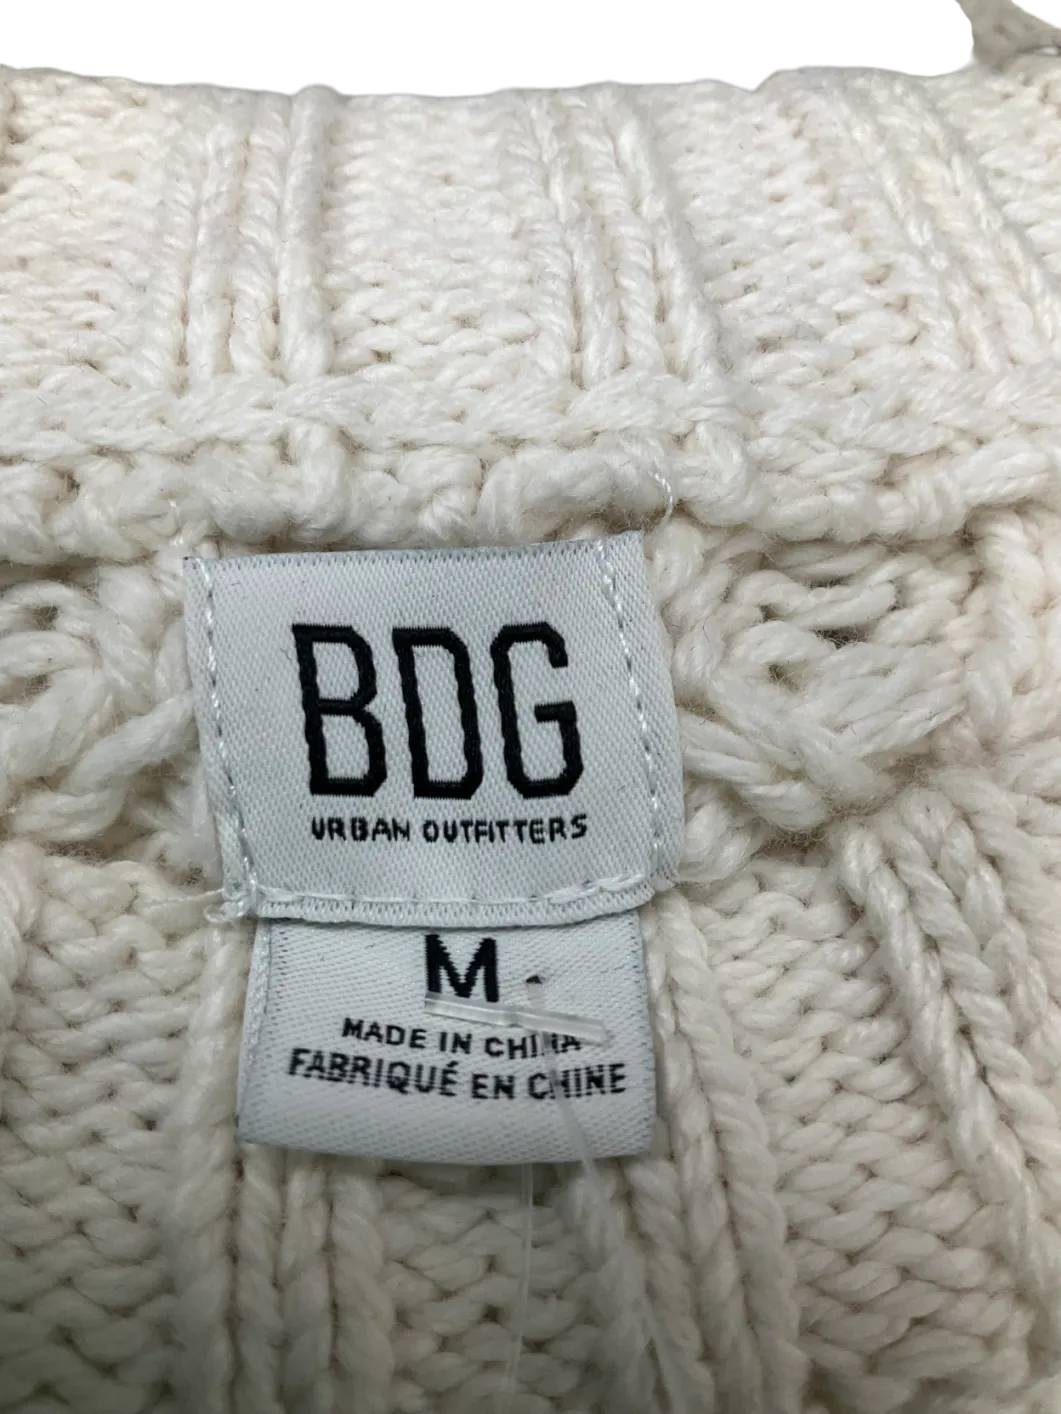 BDG
URBAN OUTFITTERS
M
MADE IN CHINA
FABRIQUÉ EN CHINE